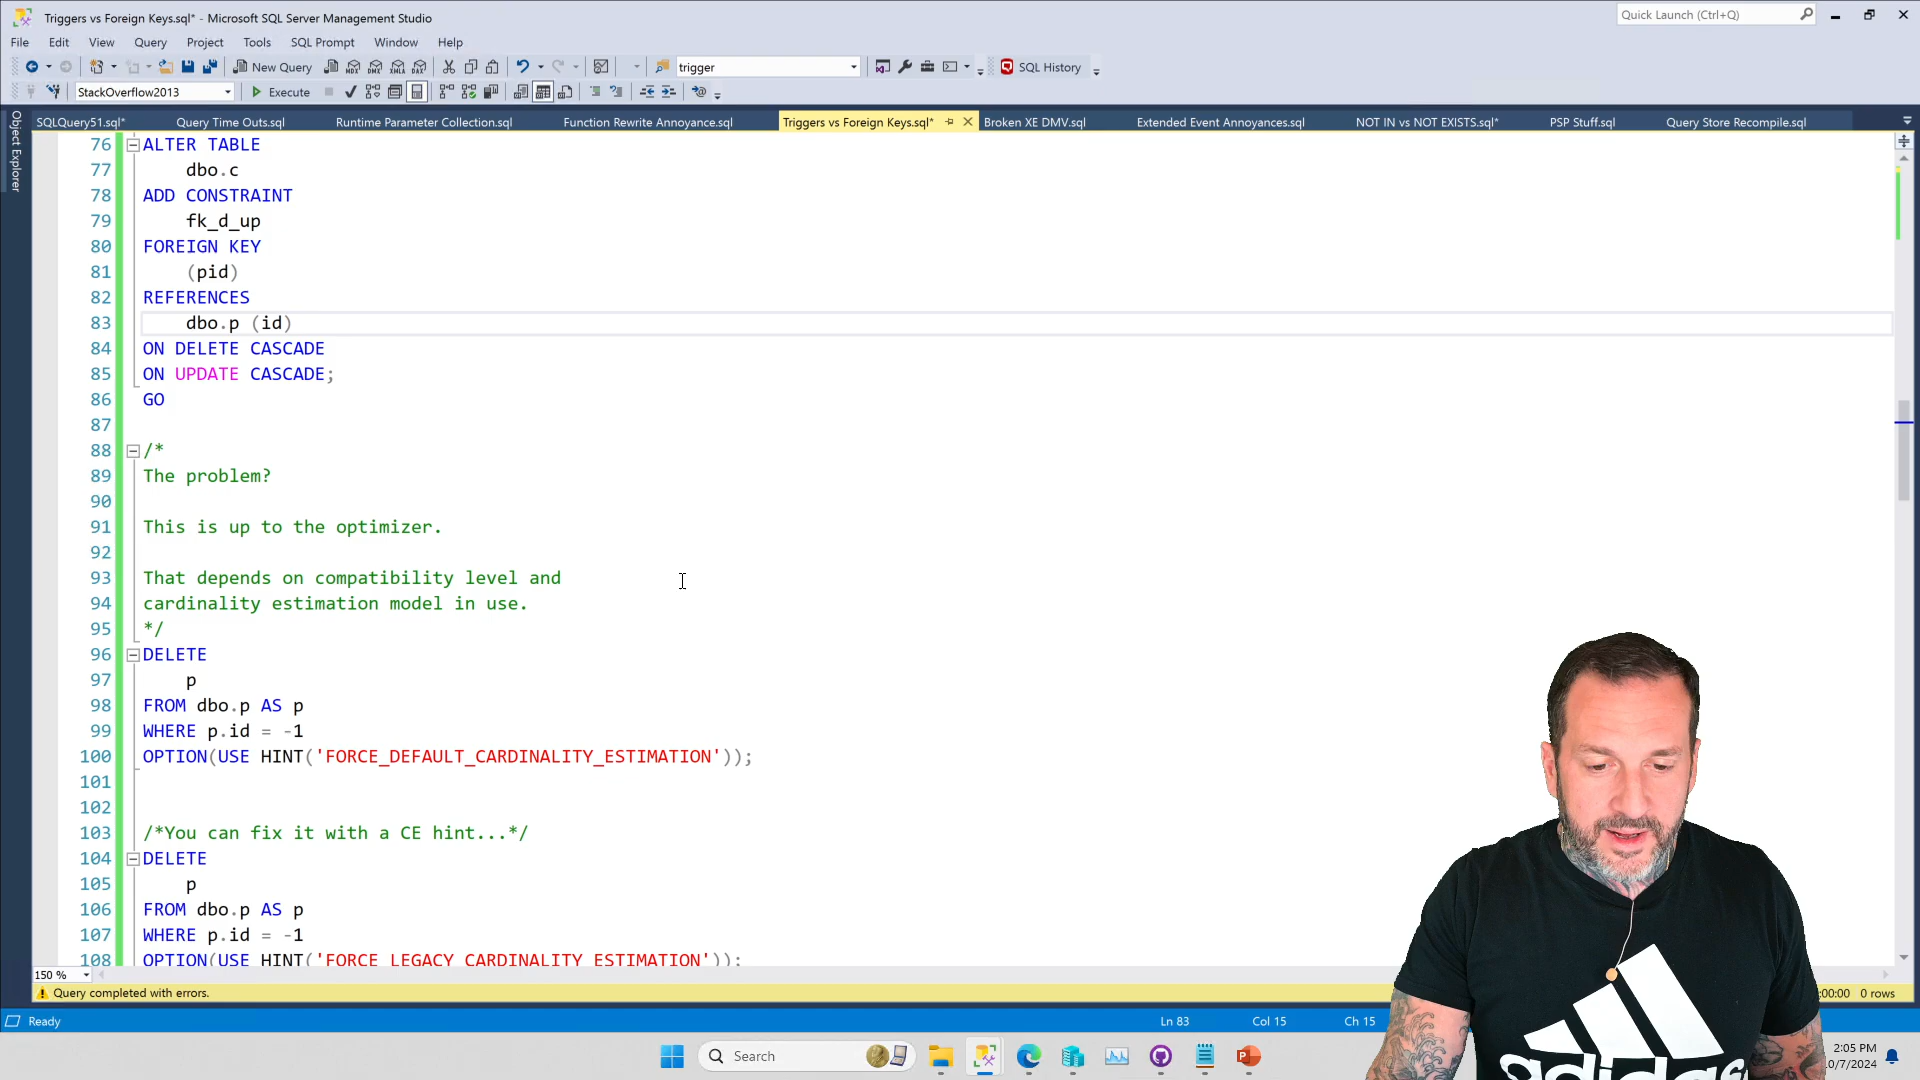 Triggers vs Foreign Keys.sql* - Microsoft SQL Server Management Studio
Quick Launch (Ctrl+Q)
File Edit View Query Project Tools SQL Prompt Window Help
New Query trigger SQL History
StackOverflow2013 Execute
Object Explorer
SQLQuery51.sql* Query Time Outs.sql Runtime Parameter Collection.sql Function Rewrite Annoyance.sql Triggers vs Foreign Keys.sql* Broken XE DMV.sql Extended Event Annoyances.sql NOT IN vs NOT EXISTS.sql* PSP Stuff.sql Query Store Recompile.sql
76 ALTER TABLE
77 dbo.c
78 ADD CONSTRAINT
79 fk_d_up
80 FOREIGN KEY
81 (pid)
82 REFERENCES
83 dbo.p (id)
84 ON DELETE CASCADE
85 ON UPDATE CASCADE;
86 GO
87
88 /*
89 The problem?
90
91 This is up to the optimizer.
92
93 That depends on compatibility level and
94 cardinality estimation model in use.
95 */
96 DELETE
97 p
98 FROM dbo.p AS p
99 WHERE p.id = -1
100 OPTION(USE HINT('FORCE_DEFAULT_CARDINALITY_ESTIMATION'));
101
102
103 /*You can fix it with a CE hint...*/
104 DELETE
105 p
106 FROM dbo.p AS p
107 WHERE p.id = -1
108 OPTION(USE HINT('FORCE_LEGACY_CARDINALITY_ESTIMATION'));
150 %
Query completed with errors. :00:00 0 rows
Ready Ln 83 Col 15 Ch 15
Search
2:05 PM
0/7/2024
adidas